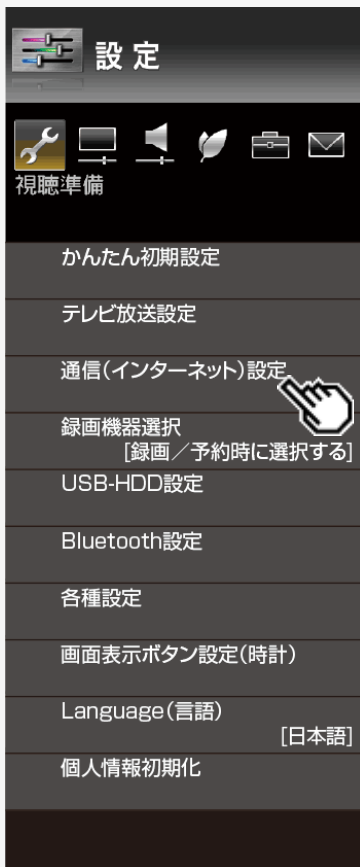 設定
視聴準備
かんたん初期設定
テレビ放送設定
通信(インターネット)設定
録画機器選択
[録画／予約時に選択する]
USB-HDD設定
Bluetooth設定
各種設定
画面表示ボタン設定(時計)
Language(言語)
[日本語]
個人情報初期化